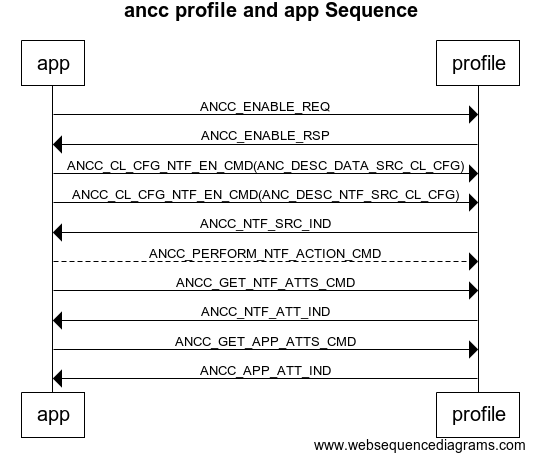 ancc profile and app Sequence
app profile
ANCC_ENABLE_REQ
ANCC_ENABLE_RSP
ANCC_CL_CFG_NTF_EN_CMD(ANC_DESC_DATA_SRC_CL_CFG)
ANCC_CL_CFG_NTF_EN_CMD(ANC_DESC_NTF_SRC_CL_CFG)
ANCC_NTF_SRC_IND
ANCC_PERFORM_NTF_ACTION_CMD
ANCC_GET_NTF_ATTS_CMD
ANCC_NTF_ATT_IND
ANCC_GET_APP_ATTS_CMD
ANCC_APP_ATT_IND
app profile
www.websequencediagrams.com